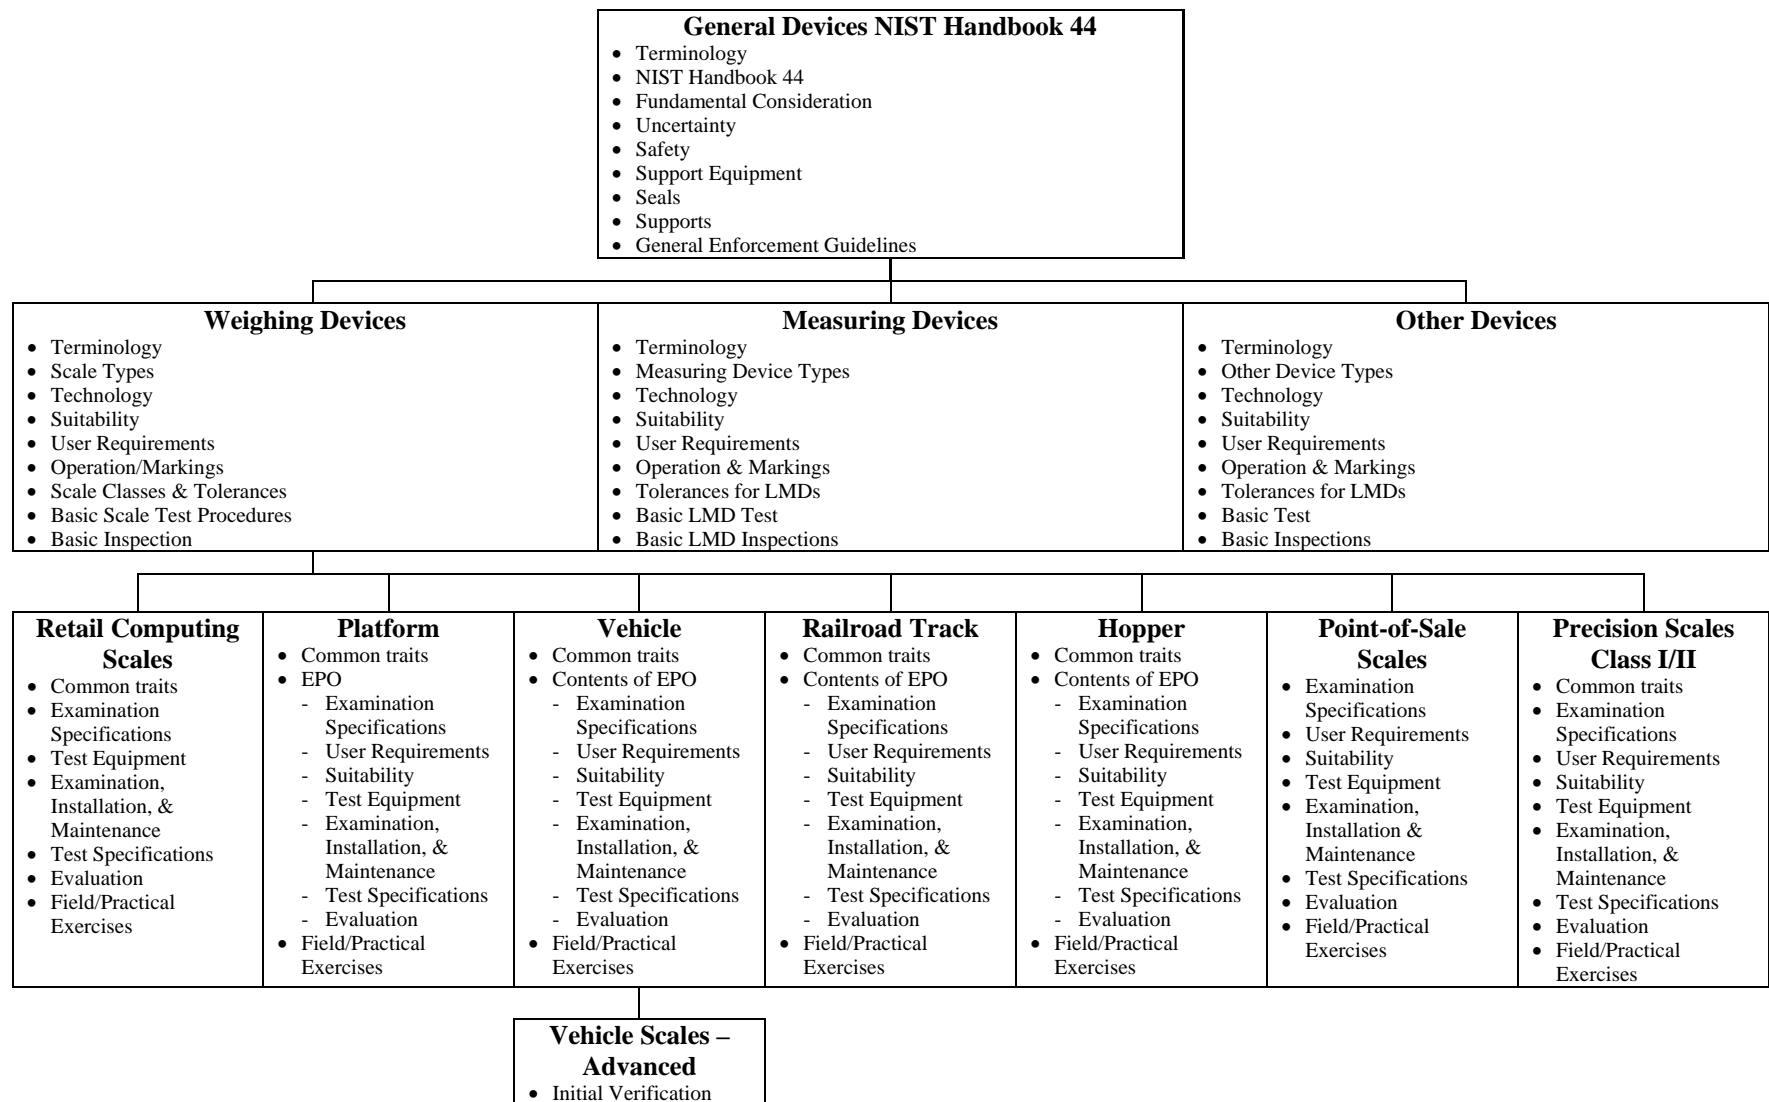 General Devices NIST Handbook 44
• Terminology
• NIST Handbook 44
• Fundamental Consideration
• Uncertainty
• Safety
• Support Equipment
• Seals
• Supports
• General Enforcement Guidelines
Weighing Devices
• Terminology
• Scale Types
• Technology
• Suitability
• User Requirements
• Operation/Markings
• Scale Classes & Tolerances
• Basic Scale Test Procedures
• Basic Inspection
Measuring Devices
• Terminology
• Measuring Device Types
• Technology
• Suitability
• User Requirements
• Operation & Markings
• Tolerances for LMDs
• Basic LMD Test
• Basic LMD Inspections
Other Devices
• Terminology
• Other Device Types
• Technology
• Suitability
• User Requirements
• Operation & Markings
• Tolerances for LMDs
• Basic Test
• Basic Inspections
Retail Computing
Scales
• Common traits
• Examination
Specifications
• Test Equipment
• Examination,
Installation, &
Maintenance
• Test Specifications
• Evaluation
• Field/Practical
Exercises
Platform
• Common traits
• EPO
- Examination
Specifications
- User Requirements
- Suitability
- Test Equipment
- Examination,
Installation, &
Maintenance
- Test Specifications
- Evaluation
• Field/Practical
Exercises
Vehicle
• Common traits
• Contents of EPO
- Examination
Specifications
- User Requirements
- Suitability
- Test Equipment
- Examination,
Installation, &
Maintenance
- Test Specifications
- Evaluation
• Field/Practical
Exercises
Railroad Track
• Common traits
• Contents of EPO
- Examination
Specifications
- User Requirements
- Suitability
- Test Equipment
- Examination,
Installation, &
Maintenance
- Test Specifications
- Evaluation
• Field/Practical
Exercises
Hopper
• Common traits
• Contents of EPO
- Examination
Specifications
- User Requirements
- Suitability
- Test Equipment
- Examination,
Installation, &
Maintenance
- Test Specifications
- Evaluation
• Field/Practical
Exercises
Point-of-Sale
Scales
• Examination
Specifications
• User Requirements
• Suitability
• Test Equipment
• Examination,
Installation &
Maintenance
• Test Specifications
• Evaluation
• Field/Practical
Exercises
Precision Scales
Class I/II
• Common traits
• Examination
Specifications
• User Requirements
• Suitability
• Test Equipment
• Examination,
Installation, &
Maintenance
• Test Specifications
• Evaluation
• Field/Practical
Exercises
Vehicle Scales –
Advanced
• Initial Verification